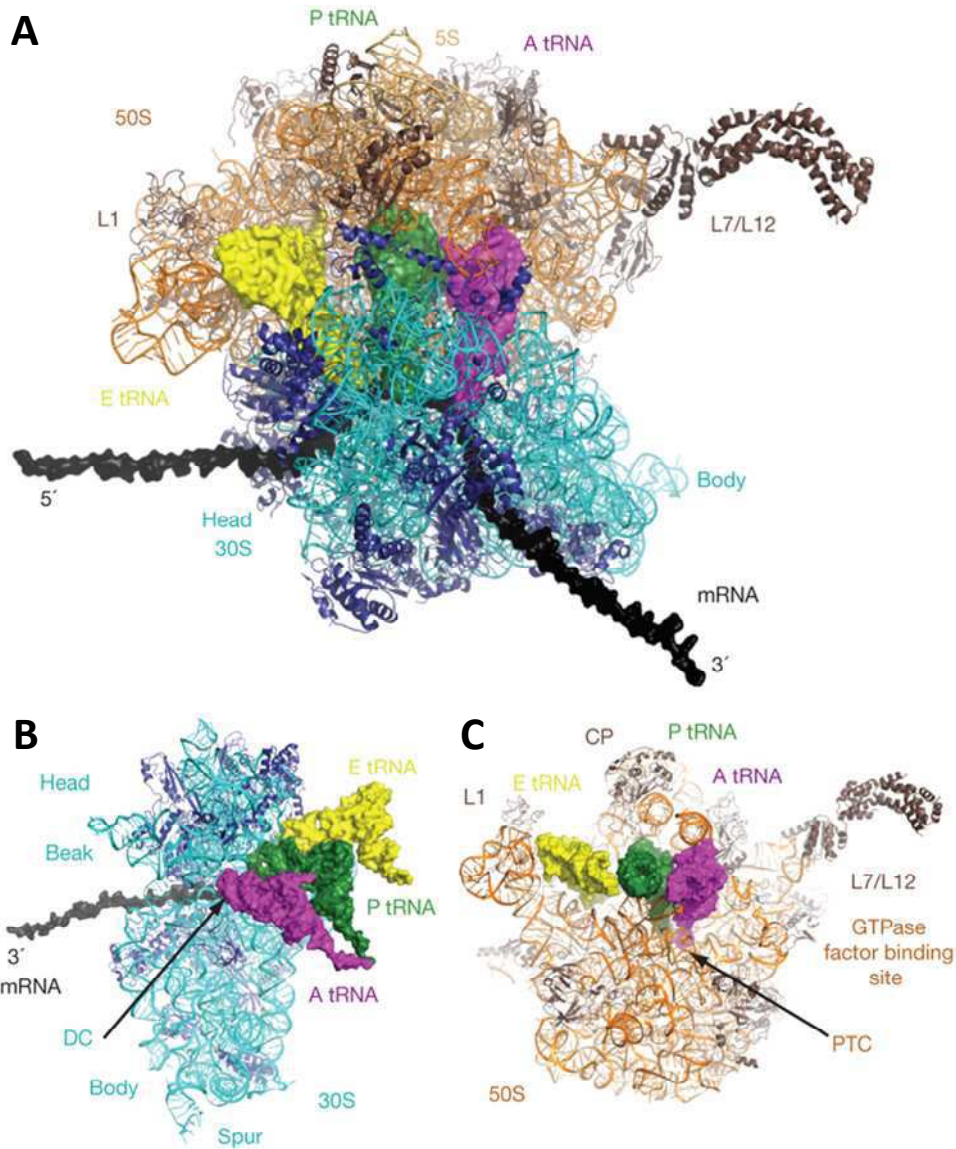 A
P tRNA
5S
A tRNA
50S
L1
L7/L12
E tRNA
5´
Head
30S
Body
mRNA
3´
B
Head
E tRNA
Beak
P tRNA
3´
mRNA
A tRNA
DC
Body
30S
Spur
C
CP
P tRNA
L1
E tRNA
A tRNA
L7/L12
GTPase
factor binding
site
PTC
50S